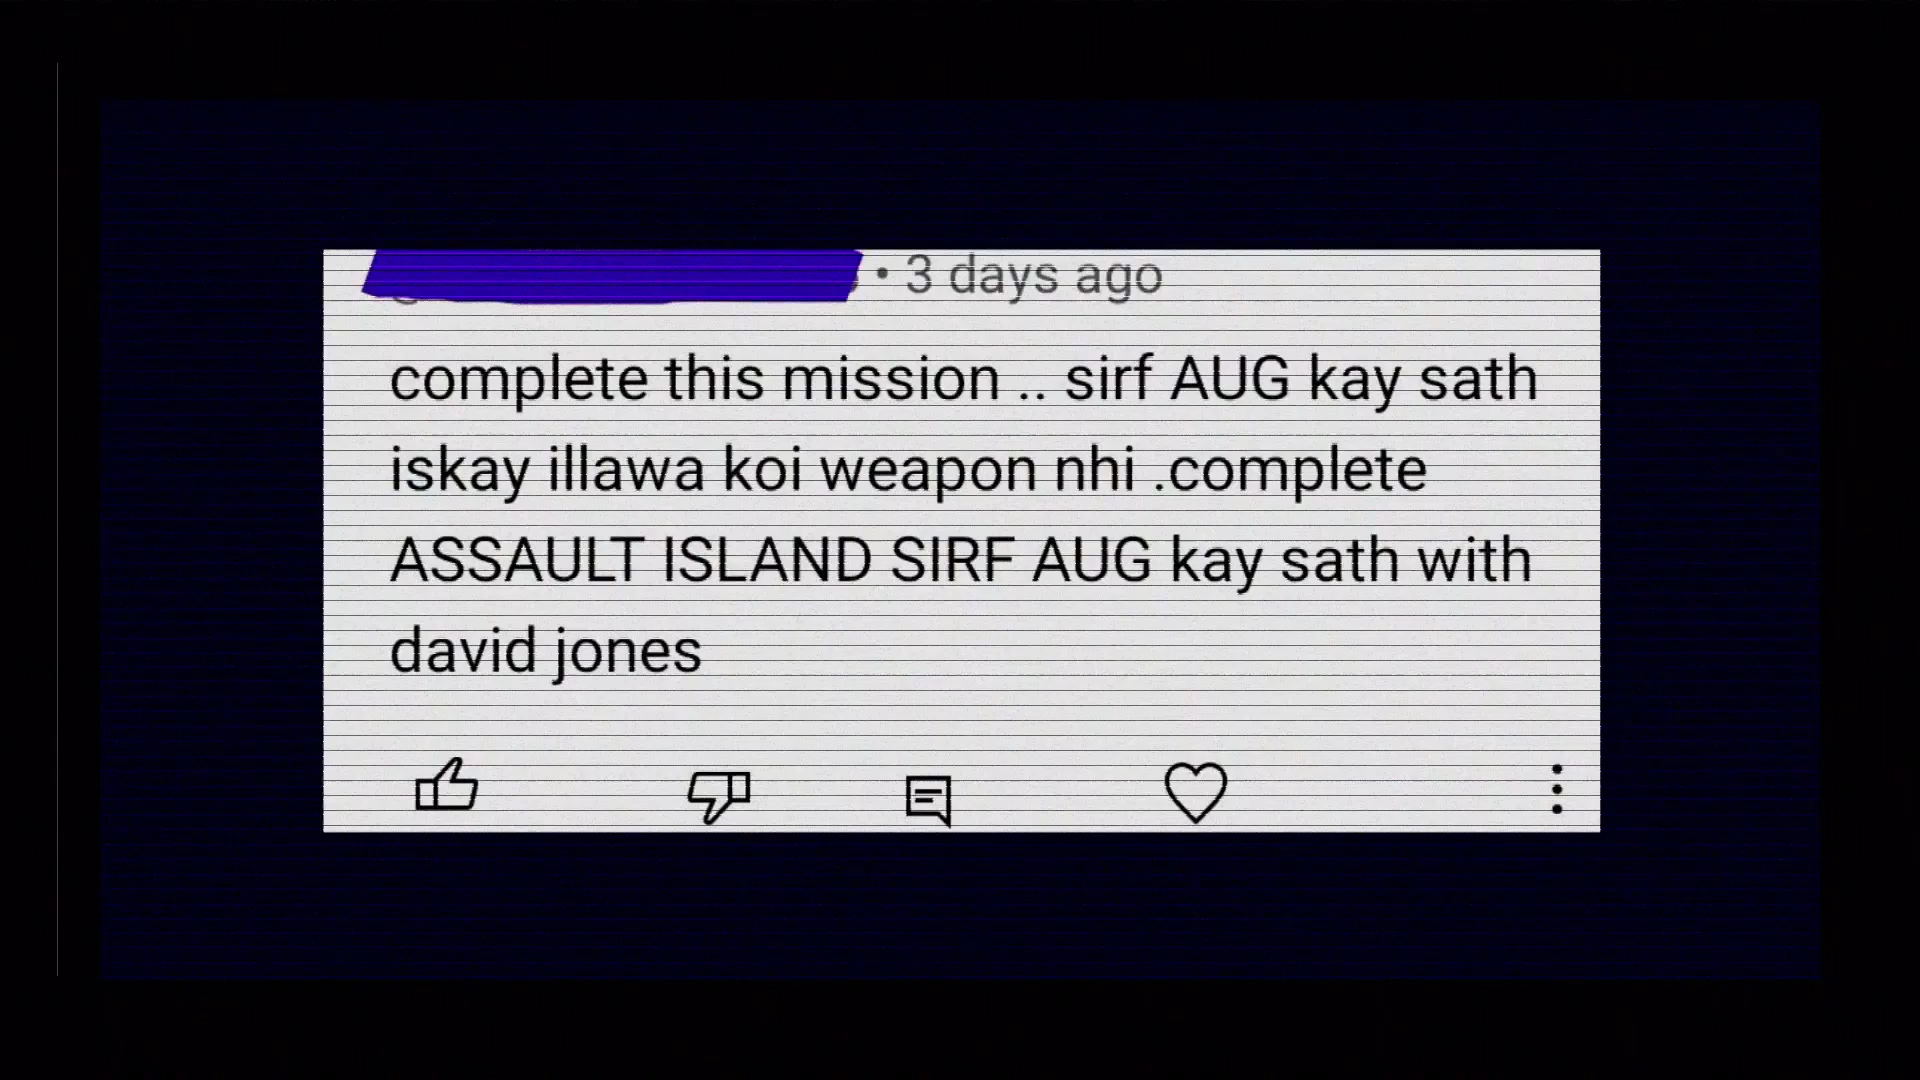 • 3 days ago
complete this mission .. sirf AUG kay sath
iskay illawa koi weapon nhi .complete
ASSAULT ISLAND SIRF AUG kay sath with
david jones